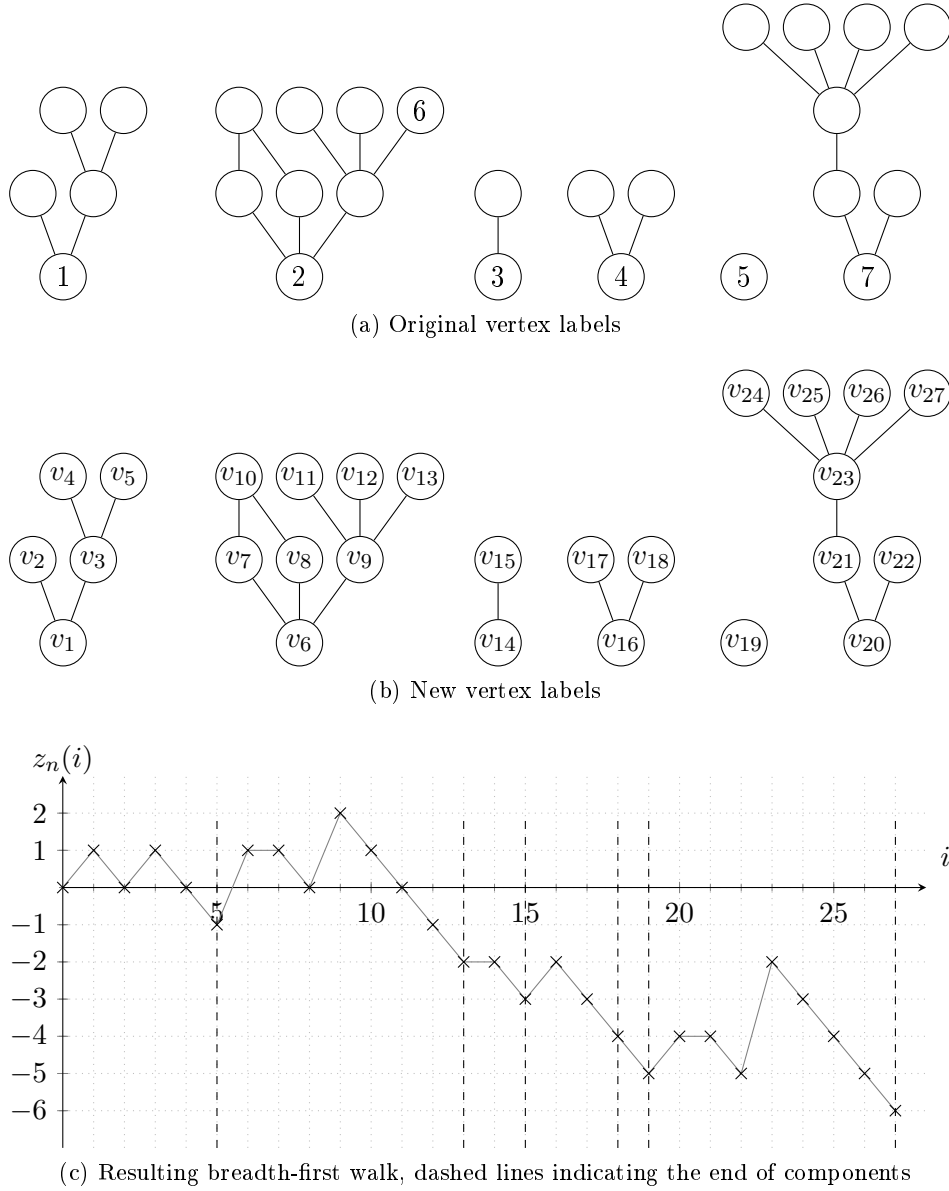 6
1 2 3 4 5 7
(a) Original vertex labels
v₂₄ v₂₅ v₂₆ v₂₇
v₄ v₅ v₁₀ v₁₁ v₁₂ v₁₃ v₂₃
v₂ v₃ v₇ v₈ v₉ v₁₅ v₁₇ v₁₈ v₂₁ v₂₂
v₁ v₆ v₁₄ v₁₆ v₁₉ v₂₀
(b) New vertex labels
zₙ(i)
2
1
i
5 10 15 20 25
−1
−2
−3
−4
−5
−6
(c) Resulting breadth-first walk, dashed lines indicating the end of components